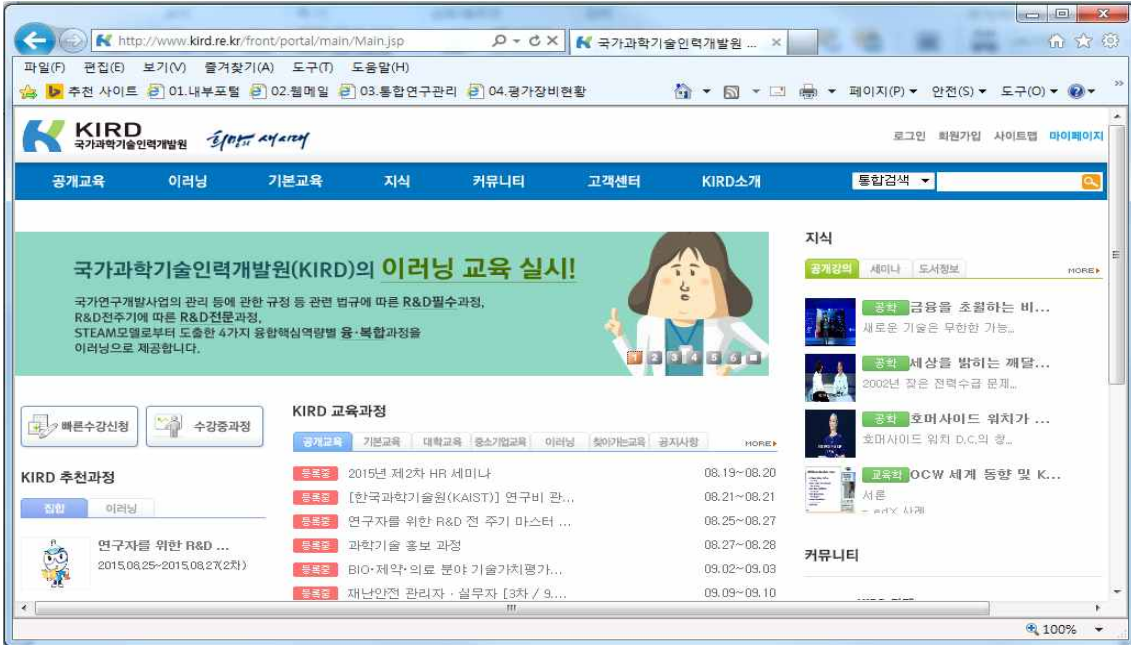 http://www.kird.re.kr/front/portal/main/Main.jsp
국가과학기술인력개발원 ...
파일(F) 편집(E) 보기(V) 즐겨찾기(A) 도구(T) 도움말(H)
추천 사이트 01.내부포털 02.웹메일 03.통합연구관리 04.평가장비현황
페이지(P) 안전(S) 도구(O)
KIRD
국가과학기술인력개발원
로그인 회원가입 사이트맵 마이페이지
공개교육 이러닝 기본교육 지식 커뮤니티 고객센터 KIRD소개 통합검색
국가과학기술인력개발원(KIRD)의 이러닝 교육 실시!
국가연구개발사업의 관리 등에 관한 규정 등 관련 법규에 따른 R&D필수과정,
R&D전주기에 따른 R&D전문과정,
STEAM모델로부터 도출한 4가지 융합핵심역량별 융·복합과정을
이러닝으로 제공합니다.
1 2 3 4 5 6
지식
공개강의 세미나 도서정보 MORE
공학 금융을 초월하는 비...
새로운 기술은 무한한 가능...
공학 세상을 밝히는 깨달...
2002년 잦은 전력수급 문제...
공학 호머사이드 워치가 ...
호머사이드 워치 D.C.의 창...
교육학 OCW 세계 동향 및 K...
서론
- edX 사례
커뮤니티
빠른수강신청 수강중과정
KIRD 추천과정
집합 이러닝
연구자를 위한 R&D ...
2015.08.25~2015.08.27(2차)
KIRD 교육과정
공개교육 기본교육 대학교육 중소기업교육 이러닝 찾아가는교육 공지사항 MORE
등록중 2015년 제2차 HR 세미나 08.19~08.20
등록중 [한국과학기술원(KAIST)] 연구비 관... 08.21~08.21
등록중 연구자를 위한 R&D 전 주기 마스터 ... 08.25~08.27
등록중 과학기술 홍보 과정 08.27~08.28
등록중 BIO·제약·의료 분야 기술가치평가... 09.02~09.03
등록중 재난안전 관리자 · 실무자 [3차 / 9.... 09.09~09.10
100%